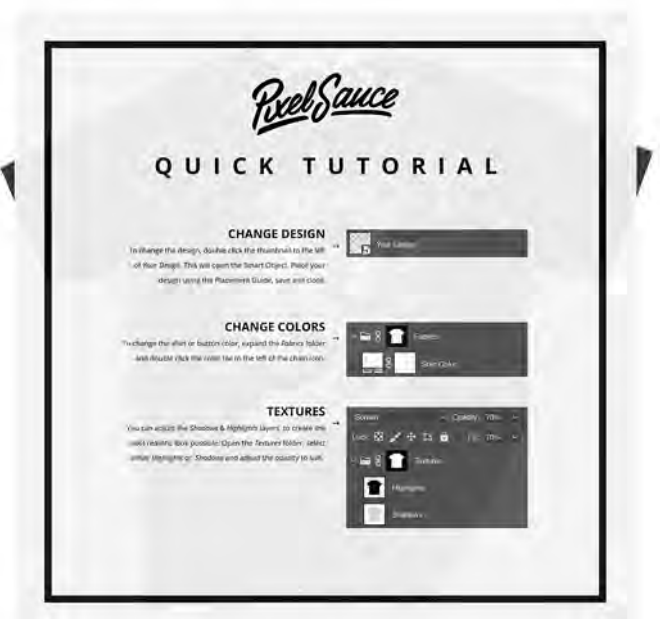 PixelSauce
QUICK TUTORIAL
CHANGE DESIGN
To change the design, double click the thumbnail to the left
of Your Design. This will open the Smart Object. Place your
design using the Placement Guide, save and close.
→
Your Design
CHANGE COLORS
To change the shirt or button color, expand the Fabrics folder
and double click the color tile to the left of the chain icon.
→
Fabrics
Shirt Color
TEXTURES
You can adjust the Shadows & Highlights layers, to create the
most realistic look possible. Open the Textures folder, select
either Highlights or Shadows and adjust the opacity to suit.
→
Screen
Opacity: 70%
Lock:
Fill: 70%
Textures
Highlights
Shadows